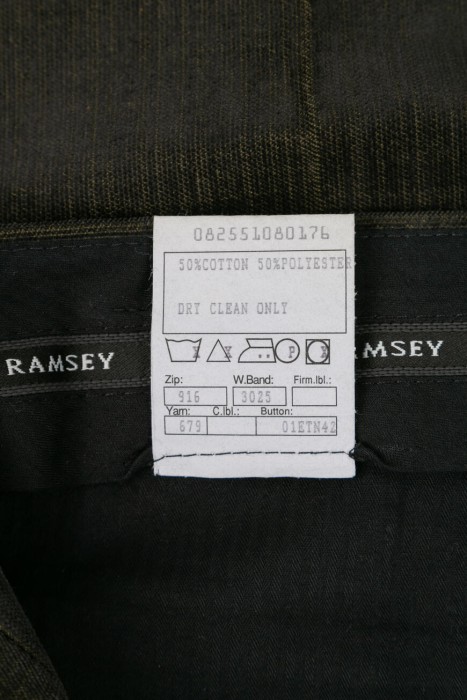 082551080176
50%COTTON 50%POLYESTER
DRY CLEAN ONLY
X X P X
RAMSEY
MSEY
Zip: W.Band: Firm.lbl.:
916 3025
Yarn: C.lbl.: Button:
679 01ETN42